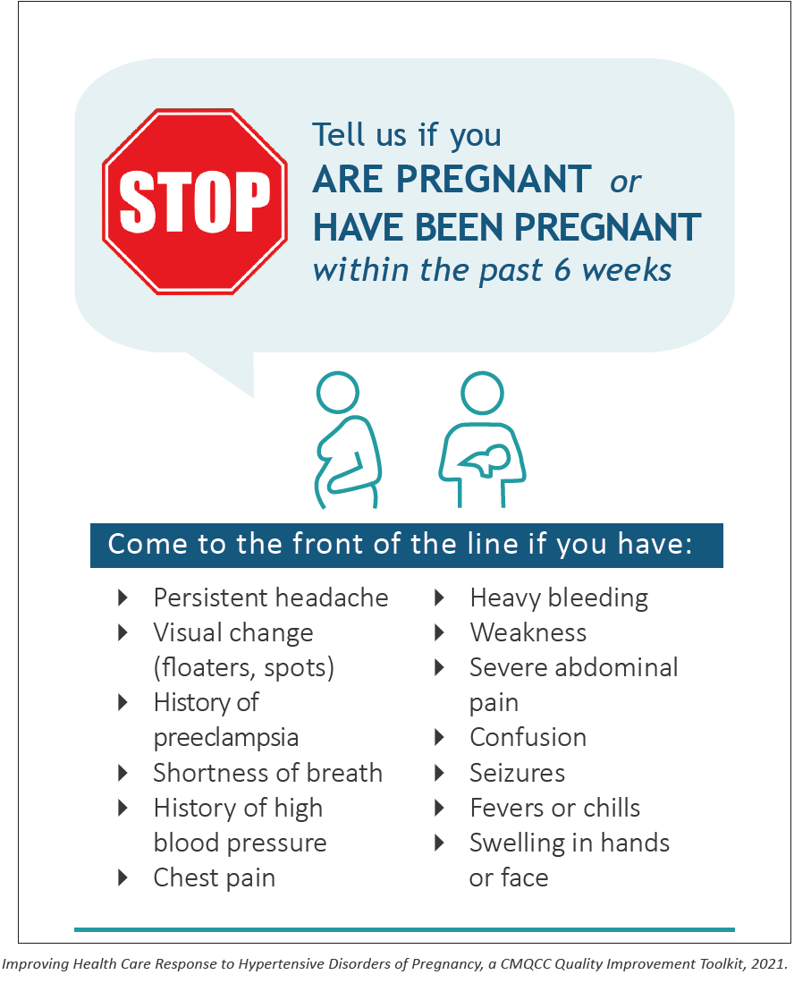 STOP
Tell us if you
ARE PREGNANT or
HAVE BEEN PREGNANT
within the past 6 weeks
Come to the front of the line if you have:
Persistent headache
Visual change
(floaters, spots)
History of
preeclampsia
Shortness of breath
History of high
blood pressure
Chest pain
Heavy bleeding
Weakness
Severe abdominal
pain
Confusion
Seizures
Fevers or chills
Swelling in hands
or face
Improving Health Care Response to Hypertensive Disorders of Pregnancy, a CMQCC Quality Improvement Toolkit, 2021.